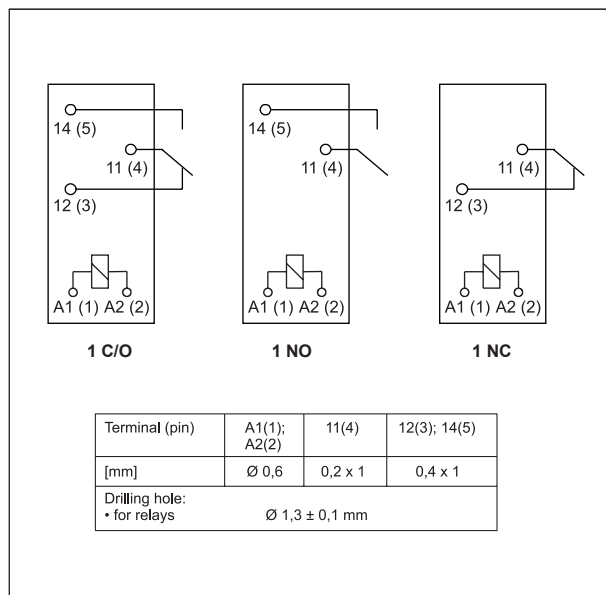 14 (5)
11 (4)
12 (3)
A1 (1) A2 (2)
1 C/O
14 (5)
11 (4)
A1 (1) A2 (2)
1 NO
11 (4)
12 (3)
A1 (1) A2 (2)
1 NC
Terminal (pin) A1(1); 11(4) 12(3); 14(5)
A2(2)
[mm] Ø 0,6 0,2 x 1 0,4 x 1
Drilling hole:
• for relays Ø 1,3 ± 0,1 mm